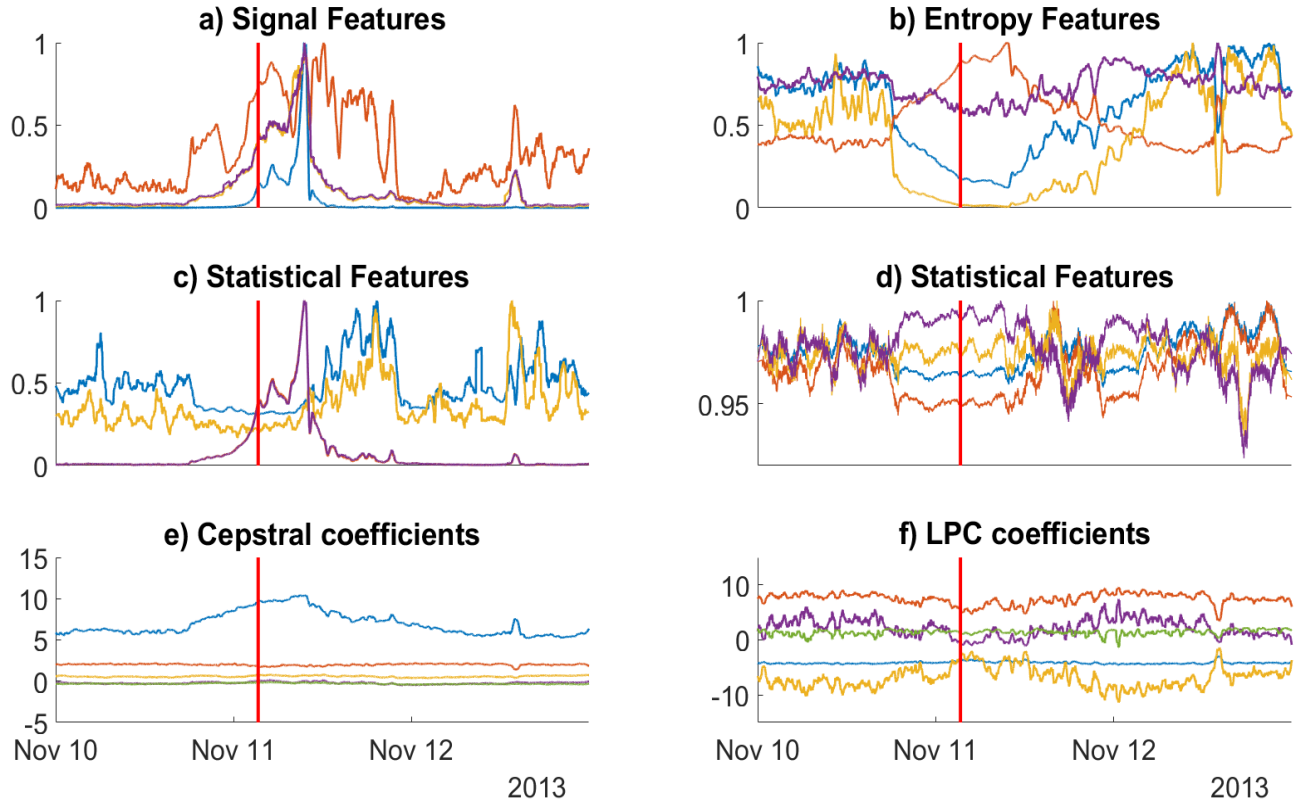 a) Signal Features
1
0.5
0
b) Entropy Features
1
0.5
0
c) Statistical Features
1
0.5
0
d) Statistical Features
1
0.95
e) Cepstral coefficients
15
10
5
0
-5
Nov 10 Nov 11 Nov 12
2013
f) LPC coefficients
10
0
-10
Nov 10 Nov 11 Nov 12
2013